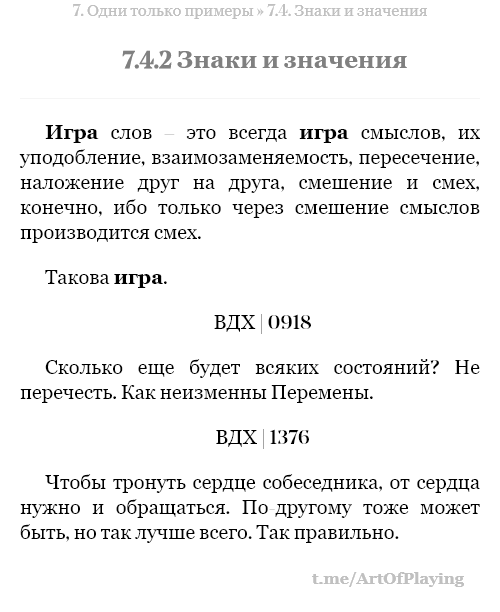 7. Одни только примеры » 7.4. Знаки и значения
7.4.2 Знаки и значения
Игра слов – это всегда игра смыслов, их
уподобление, взаимозаменяемость, пересечение,
наложение друг на друга, смешение и смех,
конечно, ибо только через смешение смыслов
производится смех.
Такова игра.
ВДХ | 0918
Сколько еще будет всяких состояний? Не
перечесть. Как неизменны Перемены.
ВДХ | 1376
Чтобы тронуть сердце собеседника, от сердца
нужно и обращаться. По-другому тоже может
быть, но так лучше всего. Так правильно.
t.me/ArtOfPlaying